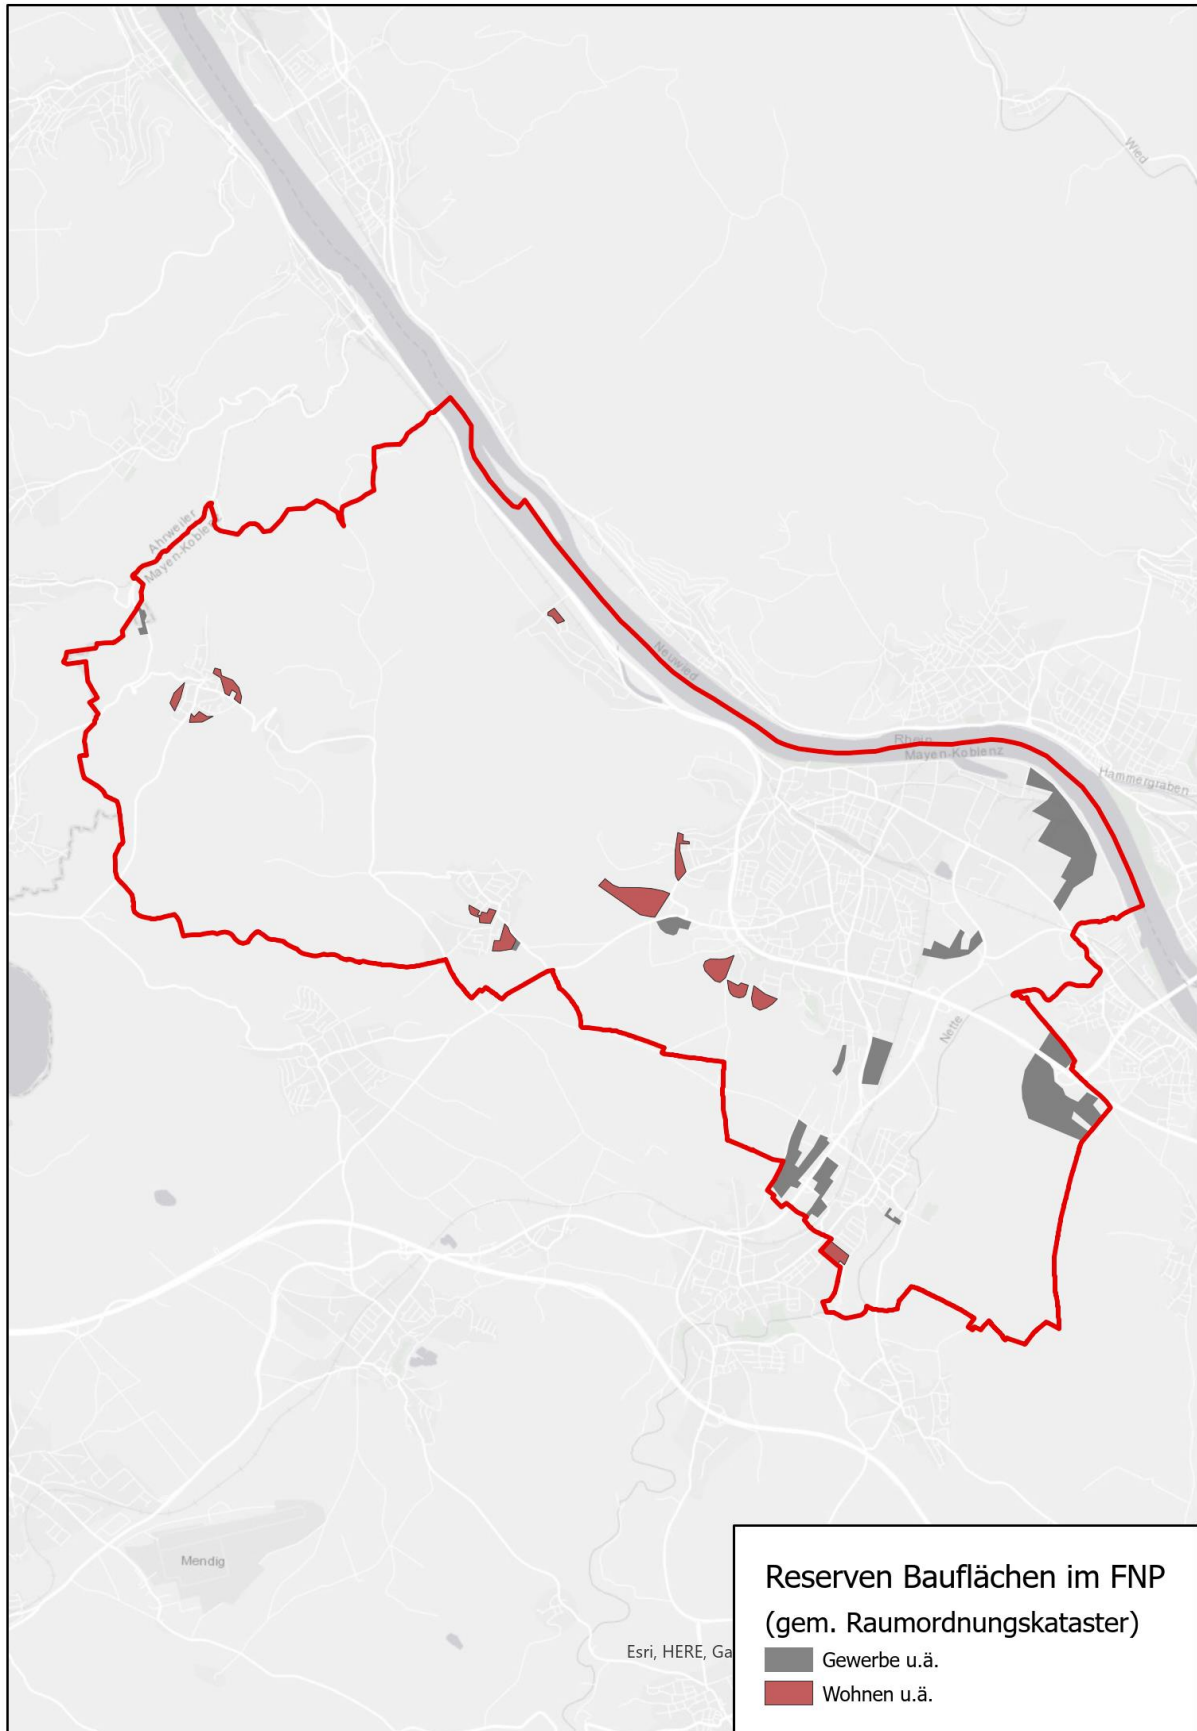 Wied
Ahrweiler
Mayen-Koblenz
Neuwied
Rhein
Mayen-Koblenz
Hammergraben
Nette
Mendig
Esri, HERE, Ga
Reserven Bauflächen im FNP
(gem. Raumordnungskataster)
Gewerbe u.ä.
Wohnen u.ä.